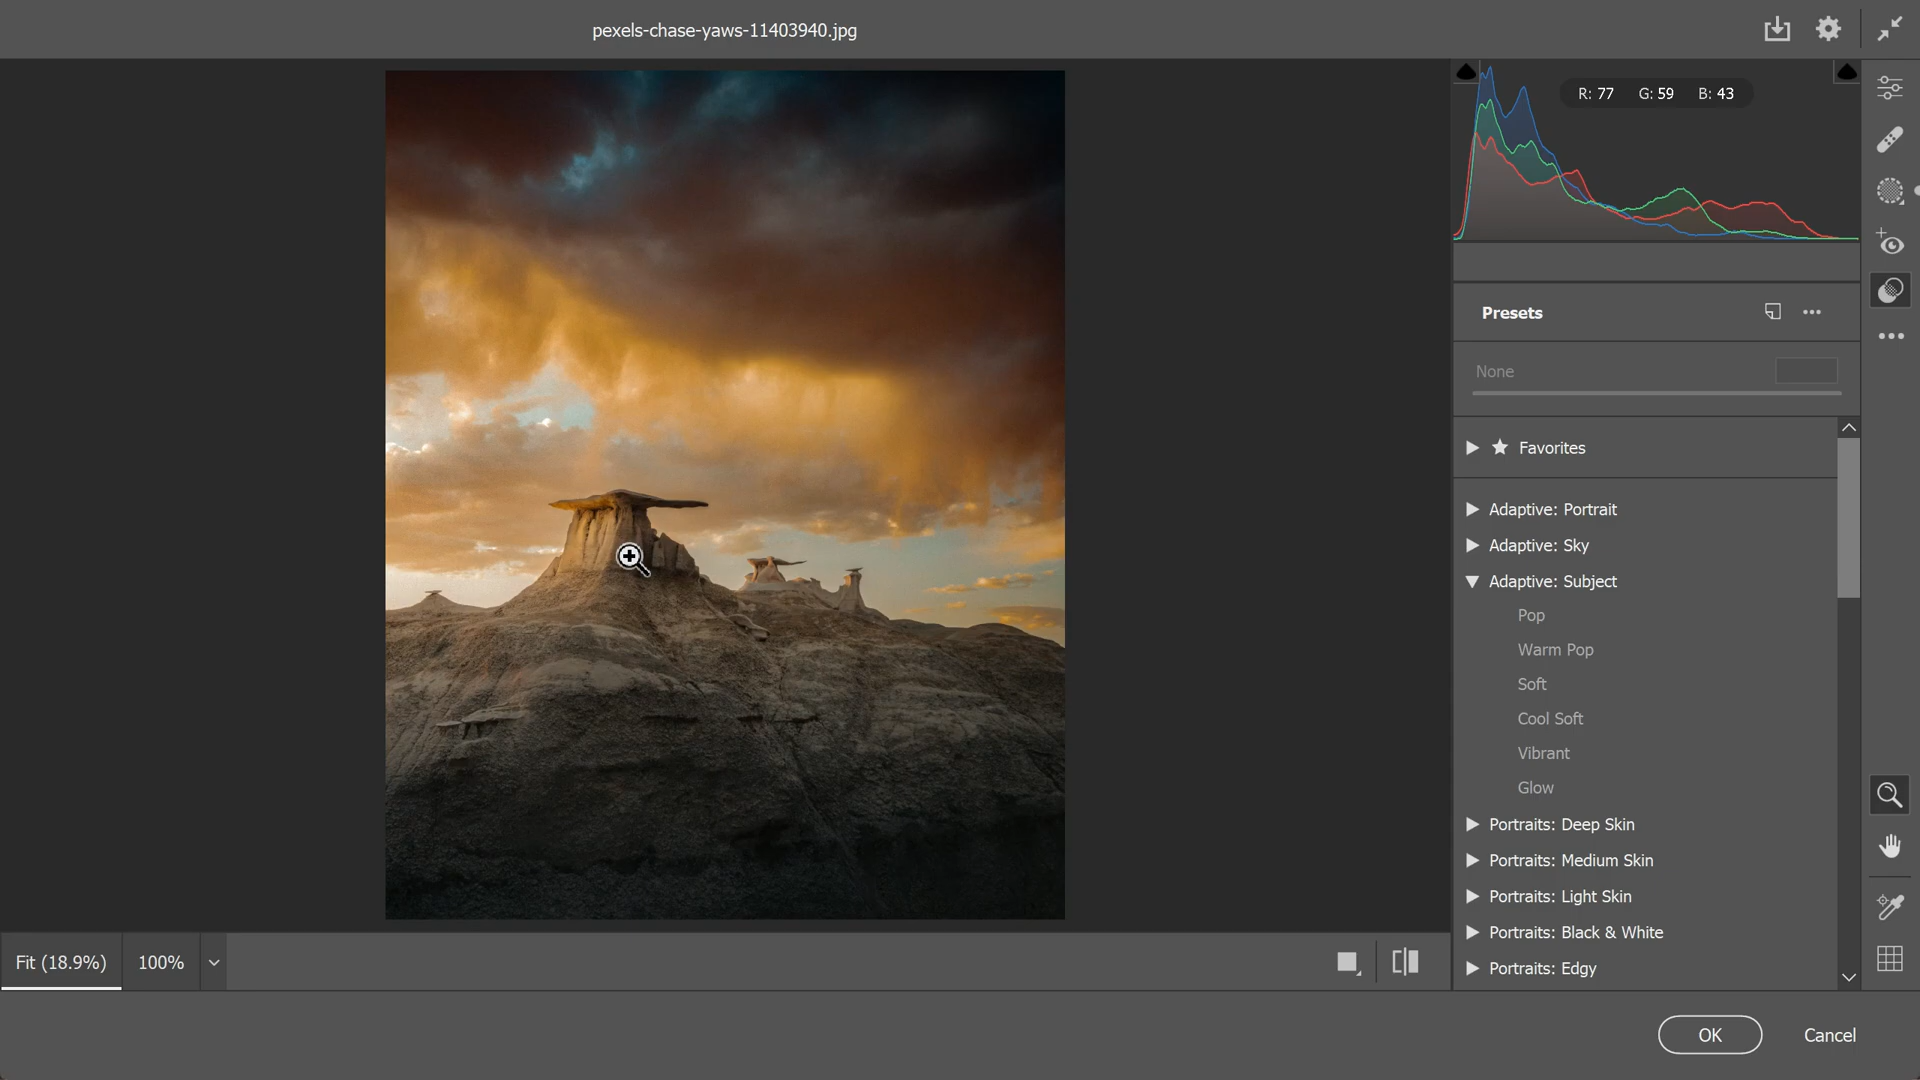 pexels-chase-yaws-11403940.jpg
R: 77 G: 59 B: 43
Presets
None
Favorites
Adaptive: Portrait
Adaptive: Sky
Adaptive: Subject
Pop
Warm Pop
Soft
Cool Soft
Vibrant
Glow
Portraits: Deep Skin
Portraits: Medium Skin
Portraits: Light Skin
Portraits: Black & White
Portraits: Edgy
Fit (18.9%) 100%
OK Cancel